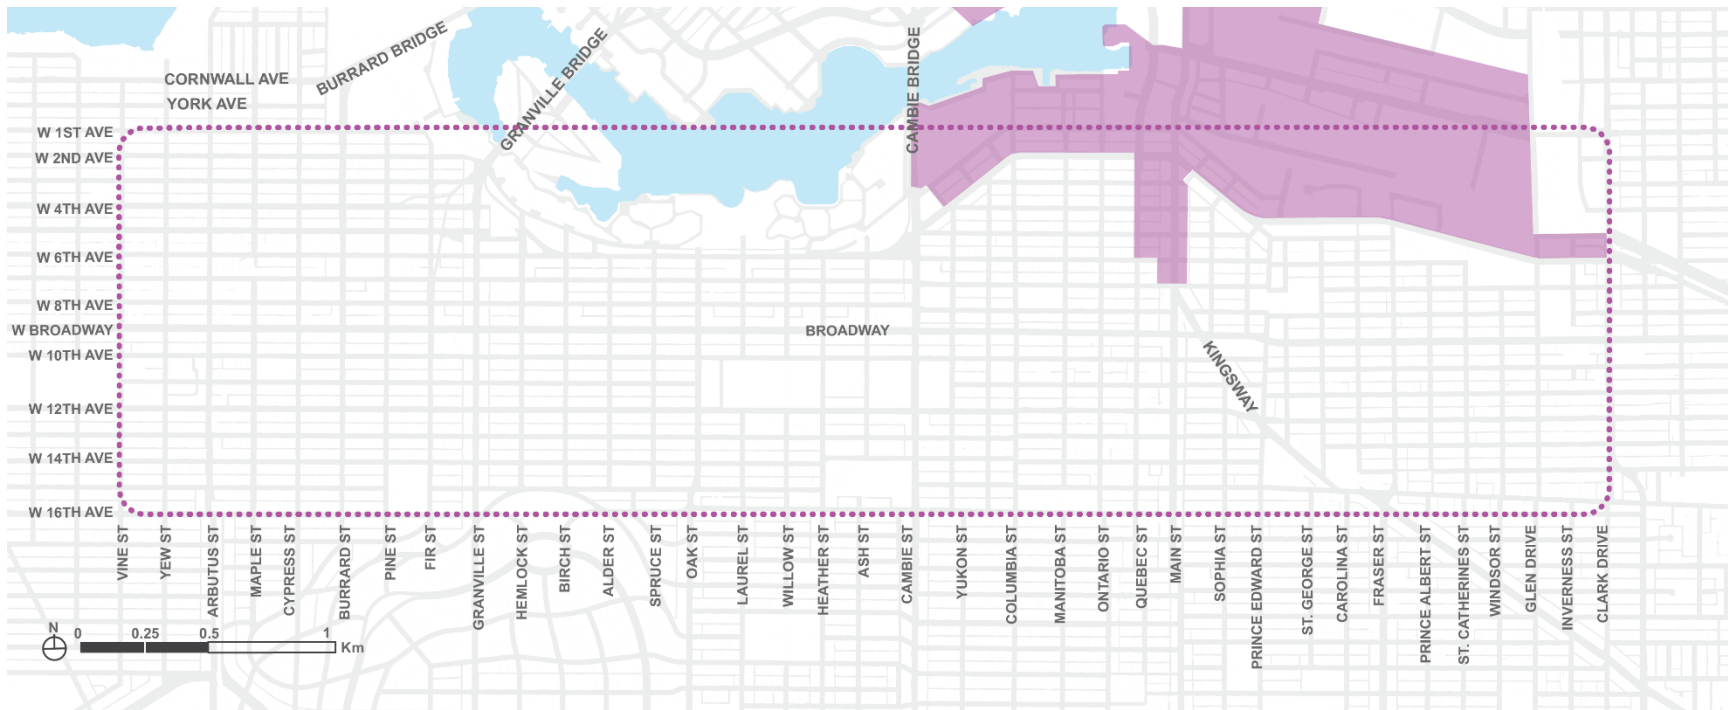 BURRARD BRIDGE
GRANVILLE BRIDGE
CAMBIE BRIDGE
CORNWALL AVE
YORK AVE
W 1ST AVE
W 2ND AVE
W 4TH AVE
W 6TH AVE
W 8TH AVE
W BROADWAY
BROADWAY
W 10TH AVE
KINGSWAY
W 12TH AVE
W 14TH AVE
W 16TH AVE
VINE ST
YEW ST
ARBUTUS ST
MAPLE ST
CYPRESS ST
BURRARD ST
PINE ST
FIR ST
GRANVILLE ST
HEMLOCK ST
BIRCH ST
ALDER ST
SPRUCE ST
OAK ST
LAUREL ST
WILLOW ST
HEATHER ST
ASH ST
CAMBIE ST
YUKON ST
COLUMBIA ST
MANITOBA ST
ONTARIO ST
QUEBEC ST
MAIN ST
SOPHIA ST
PRINCE EDWARD ST
ST. GEORGE ST
CAROLINA ST
FRASER ST
PRINCE ALBERT ST
ST. CATHERINES ST
WINDSOR ST
GLEN DRIVE
INVERNESS ST
CLARK DRIVE
N
0 0.25 0.5 1
Km